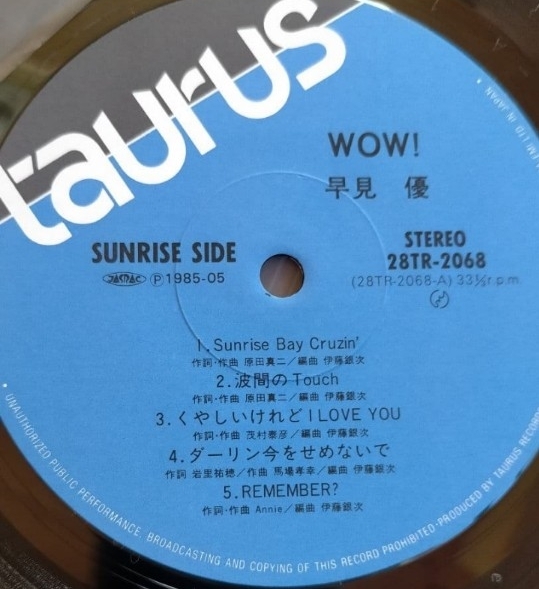 taurus
WOW!
早見 優
SUNRISE SIDE
JASRAC Ⓟ1985-05
STEREO
28TR-2068
(28TR-2068-A) 33⅓r.p.m.
1.Sunrise Bay Cruzin'
作詞・作曲 原田真二/編曲 伊藤銀次
2.波間のTouch
作詞・作曲 原田真二/編曲 伊藤銀次
3.くやしいけれど I LOVE YOU
作詞・作曲 茂村泰彦/編曲 伊藤銀次
4.ダーリン今をせめないで
作詞 岩里祐穂/作曲 馬場孝幸/編曲 伊藤銀次
5.REMEMBER?
作詞・作曲 Annie/編曲 伊藤銀次
• UNAUTHORIZED PUBLIC PERFORMANCE, BROADCASTING AND COPYING OF THIS RECORD PROHIBITED•PRODUCED BY TAURUS RECORD
LTD. IN JAPAN •